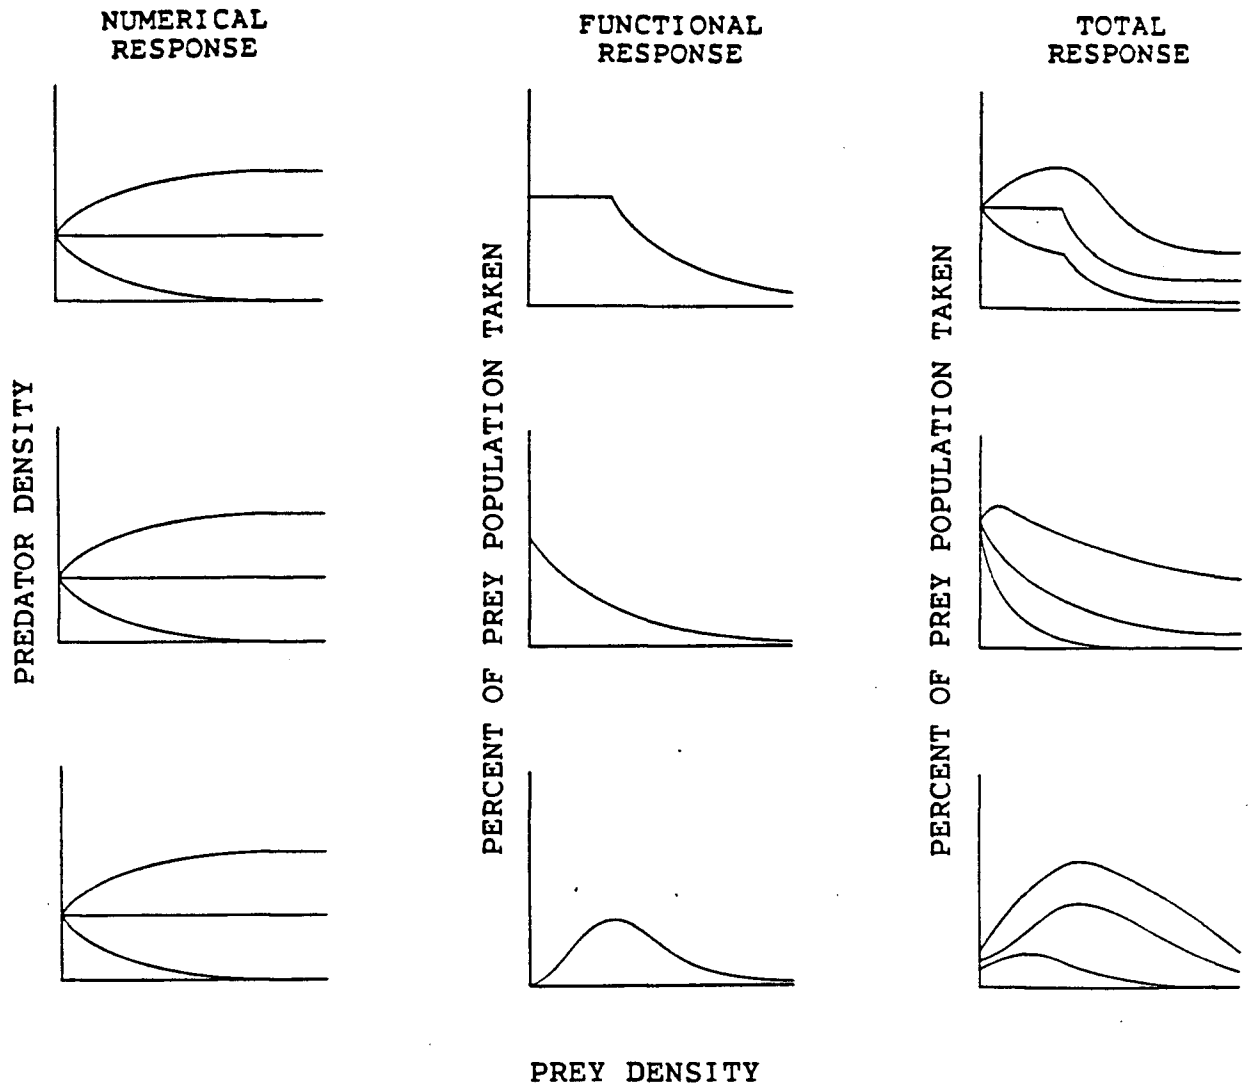 NUMERICAL
RESPONSE
FUNCTIONAL
RESPONSE
TOTAL
RESPONSE
PREDATOR DENSITY
PERCENT OF PREY POPULATION TAKEN
PERCENT OF PREY POPULATION TAKEN
PREY DENSITY